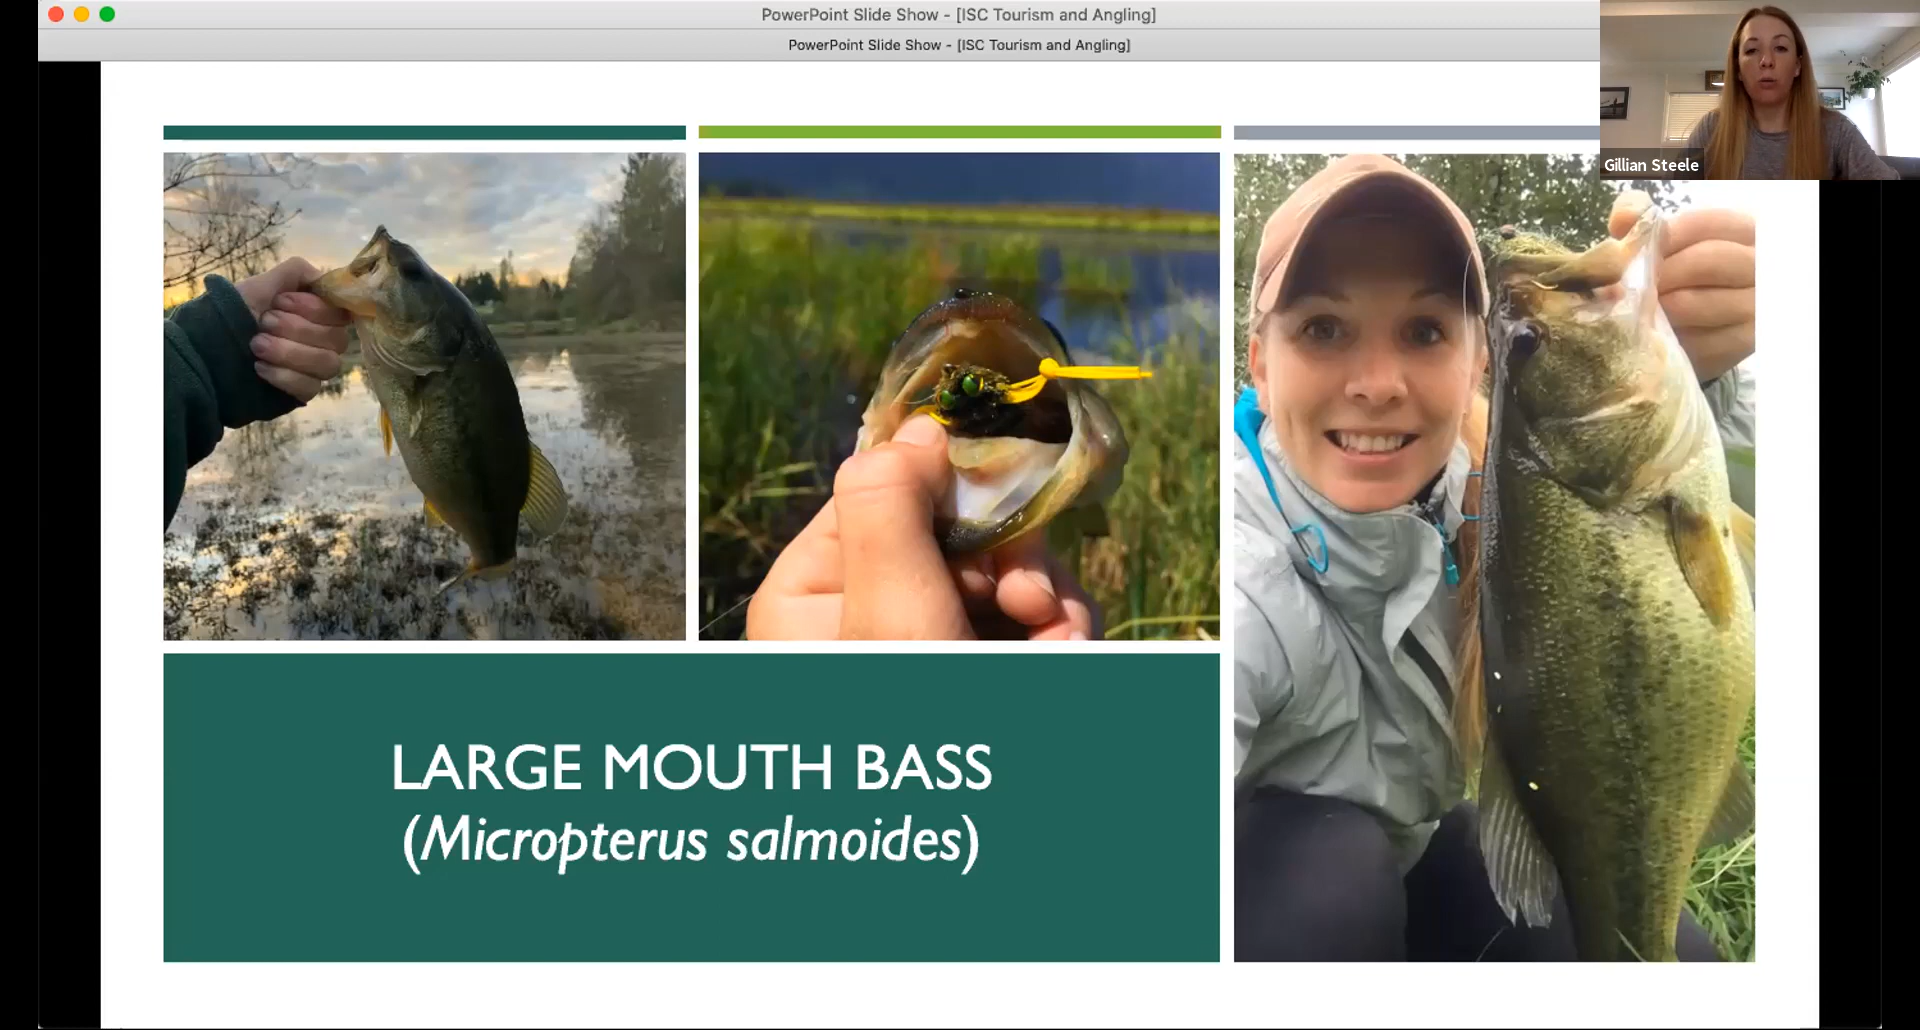 PowerPoint Slide Show - [ISC Tourism and Angling]
PowerPoint Slide Show - [ISC Tourism and Angling]
Gillian Steele
LARGE MOUTH BASS
(Micropterus salmoides)